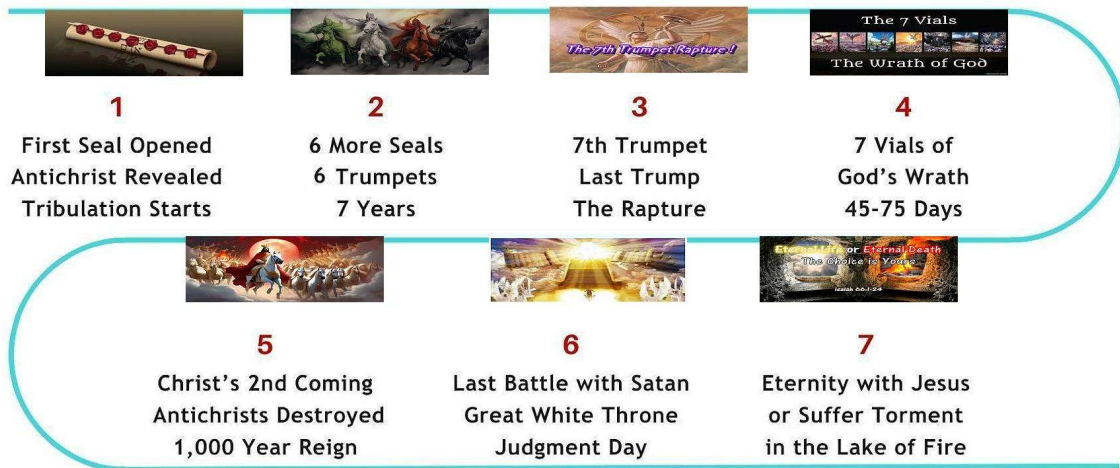 The 7th Trumpet Rapture !
The 7 Vials
The Wrath of God
1
First Seal Opened
Antichrist Revealed
Tribulation Starts
2
6 More Seals
6 Trumpets
7 Years
3
7th Trumpet
Last Trump
The Rapture
4
7 Vials of
God's Wrath
45-75 Days
Eternal Life or Eternal Death
The Choice is Yours
Isaiah 66:1-24
5
Christ's 2nd Coming
Antichrists Destroyed
1,000 Year Reign
6
Last Battle with Satan
Great White Throne
Judgment Day
7
Eternity with Jesus
or Suffer Torment
in the Lake of Fire